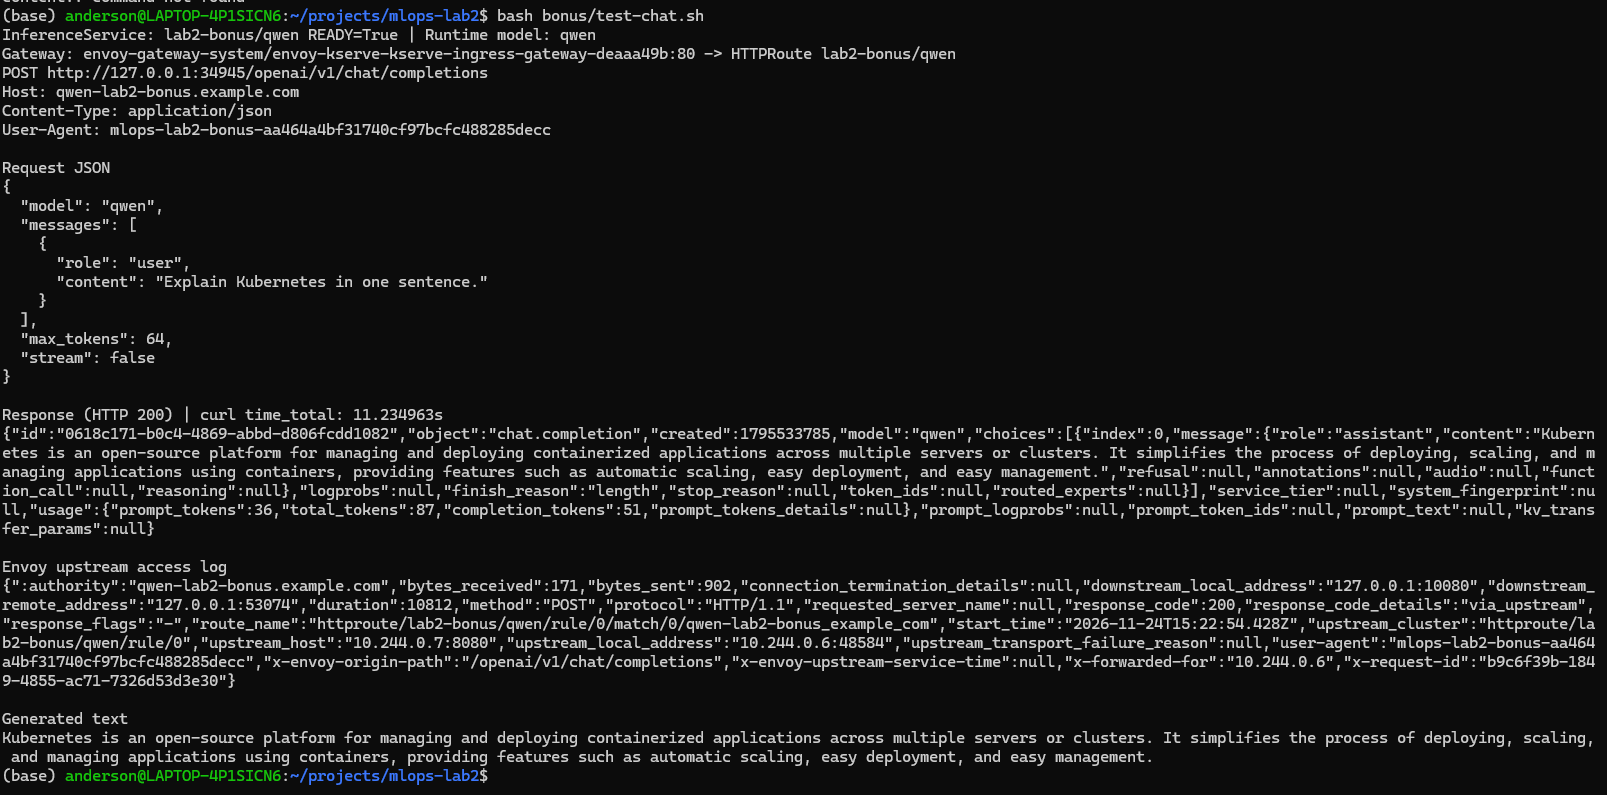 (base) anderson@LAPTOP-4P1SICN6:~/projects/mlops-lab2$ bash bonus/test-chat.sh
InferenceService: lab2-bonus/qwen READY=True | Runtime model: qwen
Gateway: envoy-gateway-system/envoy-kserve-kserve-ingress-gateway-deaaa49b:80 -> HTTPRoute lab2-bonus/qwen
POST http://127.0.0.1:34945/openai/v1/chat/completions
Host: qwen-lab2-bonus.example.com
Content-Type: application/json
User-Agent: mlops-lab2-bonus-aa464a4bf31740cf97bcfc488285decc
Request JSON
{
  "model": "qwen",
  "messages": [
    {
      "role": "user",
      "content": "Explain Kubernetes in one sentence."
    }
  ],
  "max_tokens": 64,
  "stream": false
}
Response (HTTP 200) | curl time_total: 11.234963s
{"id":"0618c171-b0c4-4869-abbd-d806fcdd1082","object":"chat.completion","created":1795533785,"model":"qwen","choices":[{"index":0,"message":{"role":"assistant","content":"Kubern
etes is an open-source platform for managing and deploying containerized applications across multiple servers or clusters. It simplifies the process of deploying, scaling, and m
anaging applications using containers, providing features such as automatic scaling, easy deployment, and easy management.","refusal":null,"annotations":null,"audio":null,"funct
ion_call":null,"reasoning":null},"logprobs":null,"finish_reason":"length","stop_reason":null,"token_ids":null,"routed_experts":null}],"service_tier":null,"system_fingerprint":nu
ll,"usage":{"prompt_tokens":36,"total_tokens":87,"completion_tokens":51,"prompt_tokens_details":null},"prompt_logprobs":null,"prompt_token_ids":null,"prompt_text":null,"kv_trans
fer_params":null}
Envoy upstream access log
{":authority":"qwen-lab2-bonus.example.com","bytes_received":171,"bytes_sent":902,"connection_termination_details":null,"downstream_local_address":"127.0.0.1:10080","downstream_
remote_address":"127.0.0.1:53074","duration":10812,"method":"POST","protocol":"HTTP/1.1","requested_server_name":null,"response_code":200,"response_code_details":"via_upstream",
"response_flags":"-","route_name":"httproute/lab2-bonus/qwen/rule/0/match/0/qwen-lab2-bonus_example_com","start_time":"2026-11-24T15:22:54.428Z","upstream_cluster":"httproute/la
b2-bonus/qwen/rule/0","upstream_host":"10.244.0.7:8080","upstream_local_address":"10.244.0.6:48584","upstream_transport_failure_reason":null,"user-agent":"mlops-lab2-bonus-aa464
a4bf31740cf97bcfc488285decc","x-envoy-origin-path":"/openai/v1/chat/completions","x-envoy-upstream-service-time":null,"x-forwarded-for":"10.244.0.6","x-request-id":"b9c6f39b-184
9-4855-ac71-7326d53d3e30"}
Generated text
Kubernetes is an open-source platform for managing and deploying containerized applications across multiple servers or clusters. It simplifies the process of deploying, scaling,
 and managing applications using containers, providing features such as automatic scaling, easy deployment, and easy management.
(base) anderson@LAPTOP-4P1SICN6:~/projects/mlops-lab2$